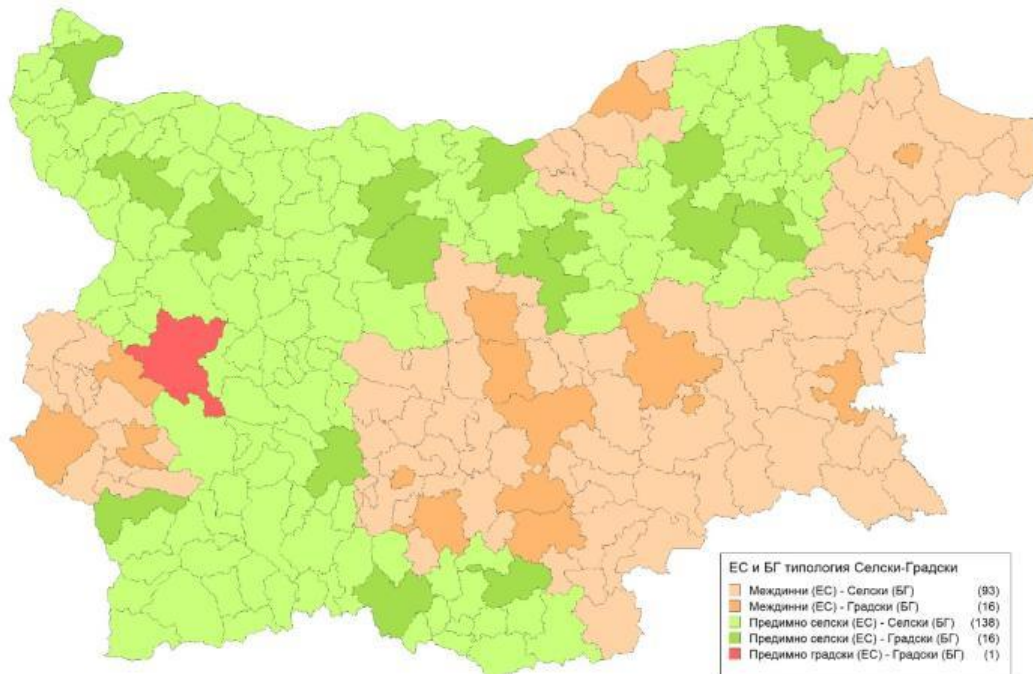 ЕС и БГ типология Селски-Градски
Междинни (ЕС) - Селски (БГ) (93)
Междинни (ЕС) - Градски (БГ) (16)
Предимно селски (ЕС) - Селски (БГ) (138)
Предимно селски (ЕС) - Градски (БГ) (16)
Предимно градски (ЕС) - Градски (БГ) (1)